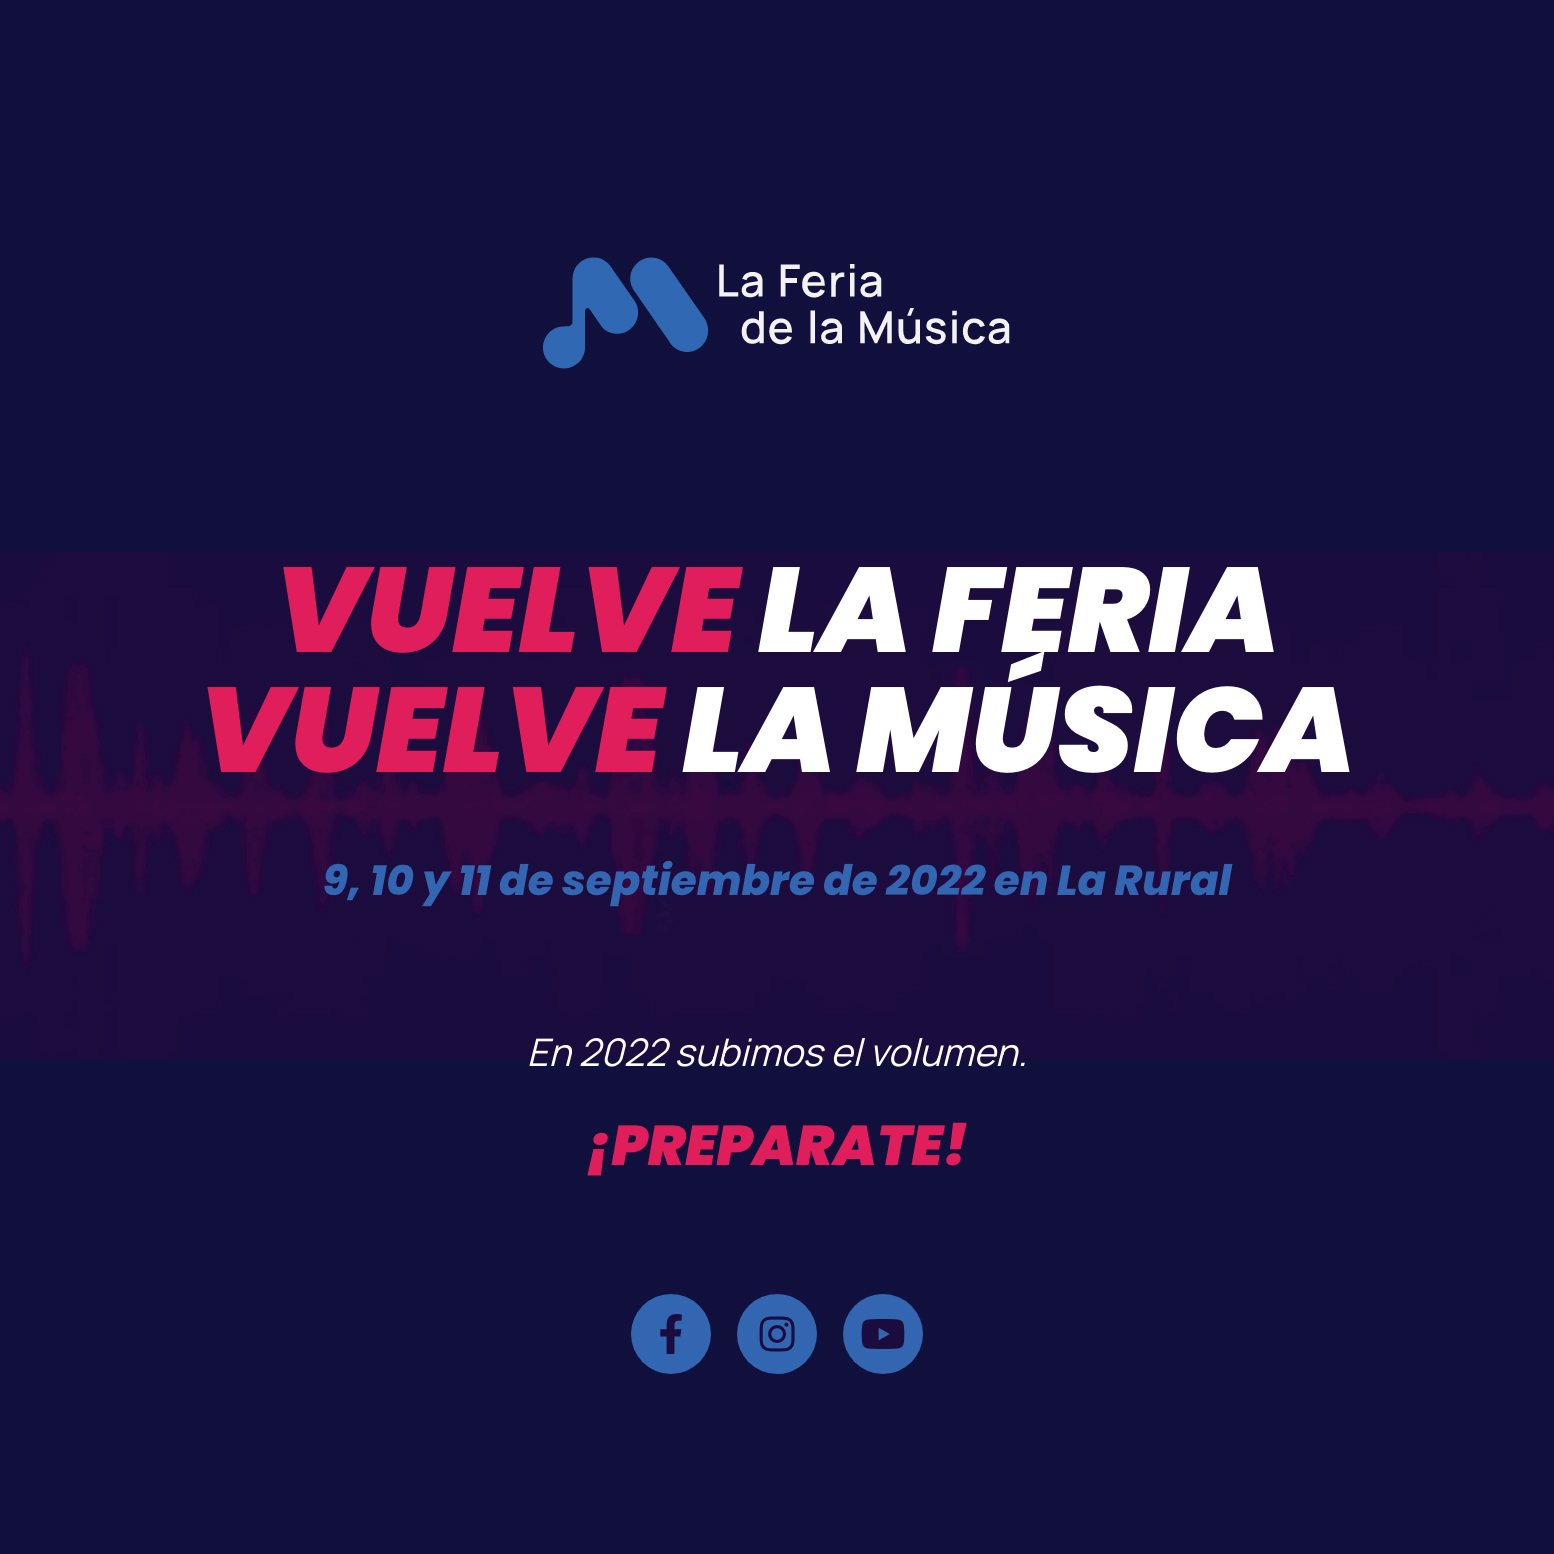 La Feria
de la Música
VUELVE LA FERIA
VUELVE LA MÚSICA
9, 10 y 11 de septiembre de 2022 en La Rural
En 2022 subimos el volumen.
¡PREPARATE!